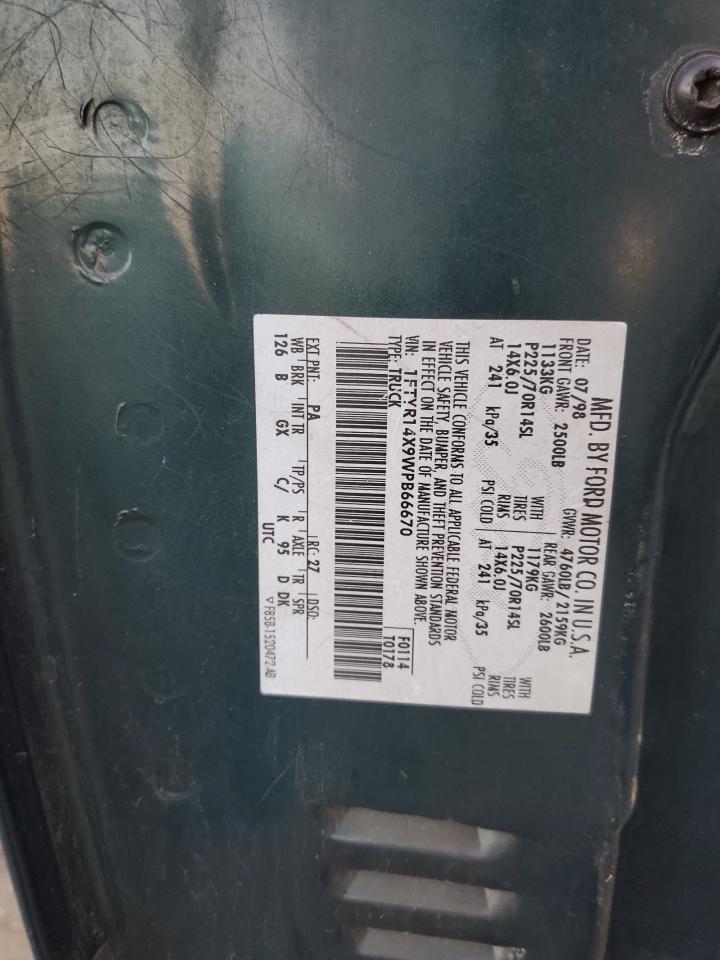 MFD. BY FORD MOTOR CO. IN U.S.A.
DATE: 07/98 GVWR: 4760LB/ 2159KG
FRONT GAWR: 2500LB REAR GAWR: 2600LB
1133KG WITH 1179KG WITH
P225/70R14SL TIRES P225/70R14SL TIRES
14X6.0J RIMS 14X6.0J RIMS
AT 241 kPa/35 PSI COLD AT 241 kPa/35 PSI COLD
THIS VEHICLE CONFORMS TO ALL APPLICABLE FEDERAL MOTOR
VEHICLE SAFETY, BUMPER, AND THEFT PREVENTION STANDARDS
IN EFFECT ON THE DATE OF MANUFACTURE SHOWN ABOVE.
VIN: 1FTYR14X9WPB66670 F0114
TYPE: TRUCK T0178
EXT PNT: PA RC: 27 DSO:
WB BRK INT TR TP/PS R AXLE TR SPR
126 B GX C/ K 95 D DK
UTC ▽ F85B-1520472-AB